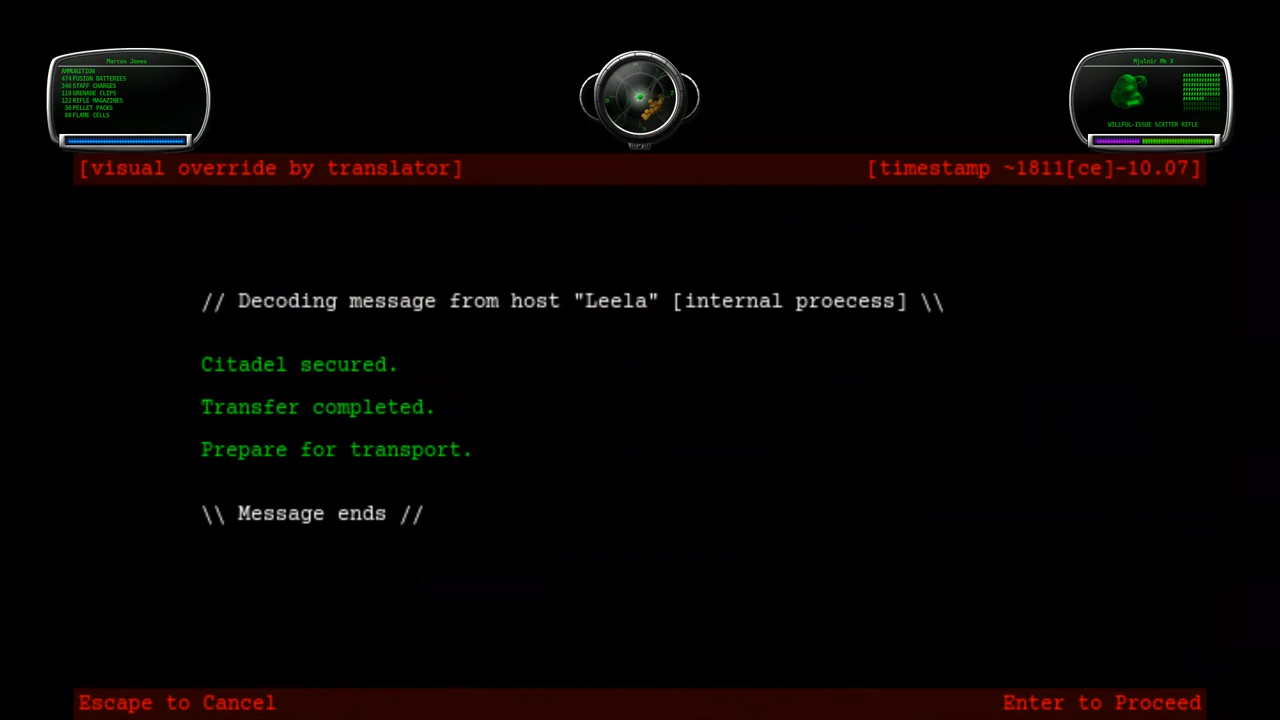 Marcus Jones
AMMUNITION
474 FUSION BATTERIES
346 STAFF CHARGES
110 GRENADE CLIPS
122 RIFLE MAGAZINES
30 PELLET PACKS
80 FLAME CELLS
Mjolnir Mk X
WILLFUL-ISSUE SCATTER RIFLE
[visual override by translator]
[timestamp ~1811[ce]-10.07]
// Decoding message from host "Leela" [internal proecess] \\
Citadel secured.
Transfer completed.
Prepare for transport.
\\ Message ends //
Escape to Cancel
Enter to Proceed